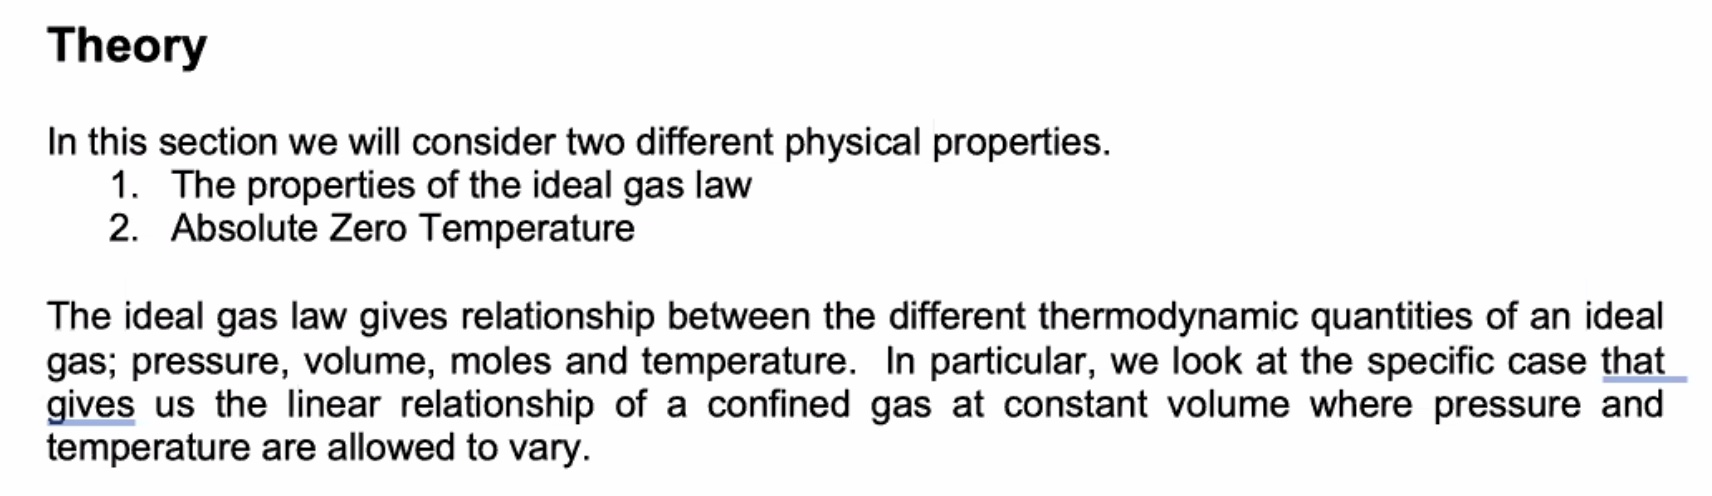 Theory
In this section we will consider two different physical properties.
1. The properties of the ideal gas law
2. Absolute Zero Temperature
The ideal gas law gives relationship between the different thermodynamic quantities of an ideal
gas; pressure, volume, moles and temperature. In particular, we look at the specific case that
gives us the linear relationship of a confined gas at constant volume where pressure and
temperature are allowed to vary.